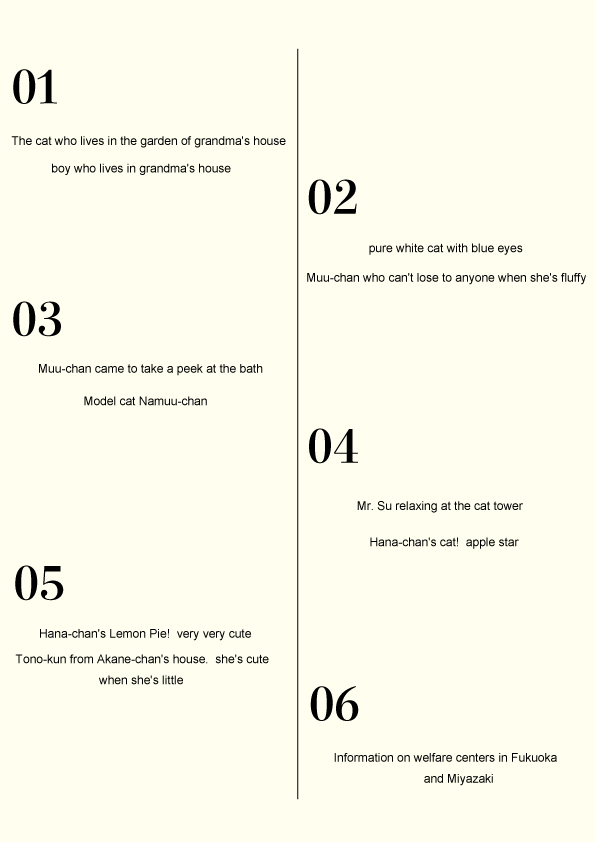 01
The cat who lives in the garden of grandma's house
boy who lives in grandma's house
02
pure white cat with blue eyes
Muu-chan who can't lose to anyone when she's fluffy
03
Muu-chan came to take a peek at the bath
Model cat Namuu-chan
04
Mr. Su relaxing at the cat tower
Hana-chan's cat!  apple star
05
Hana-chan's Lemon Pie!  very very cute
Tono-kun from Akane-chan's house.  she's cute
when she's little
06
Information on welfare centers in Fukuoka
and Miyazaki